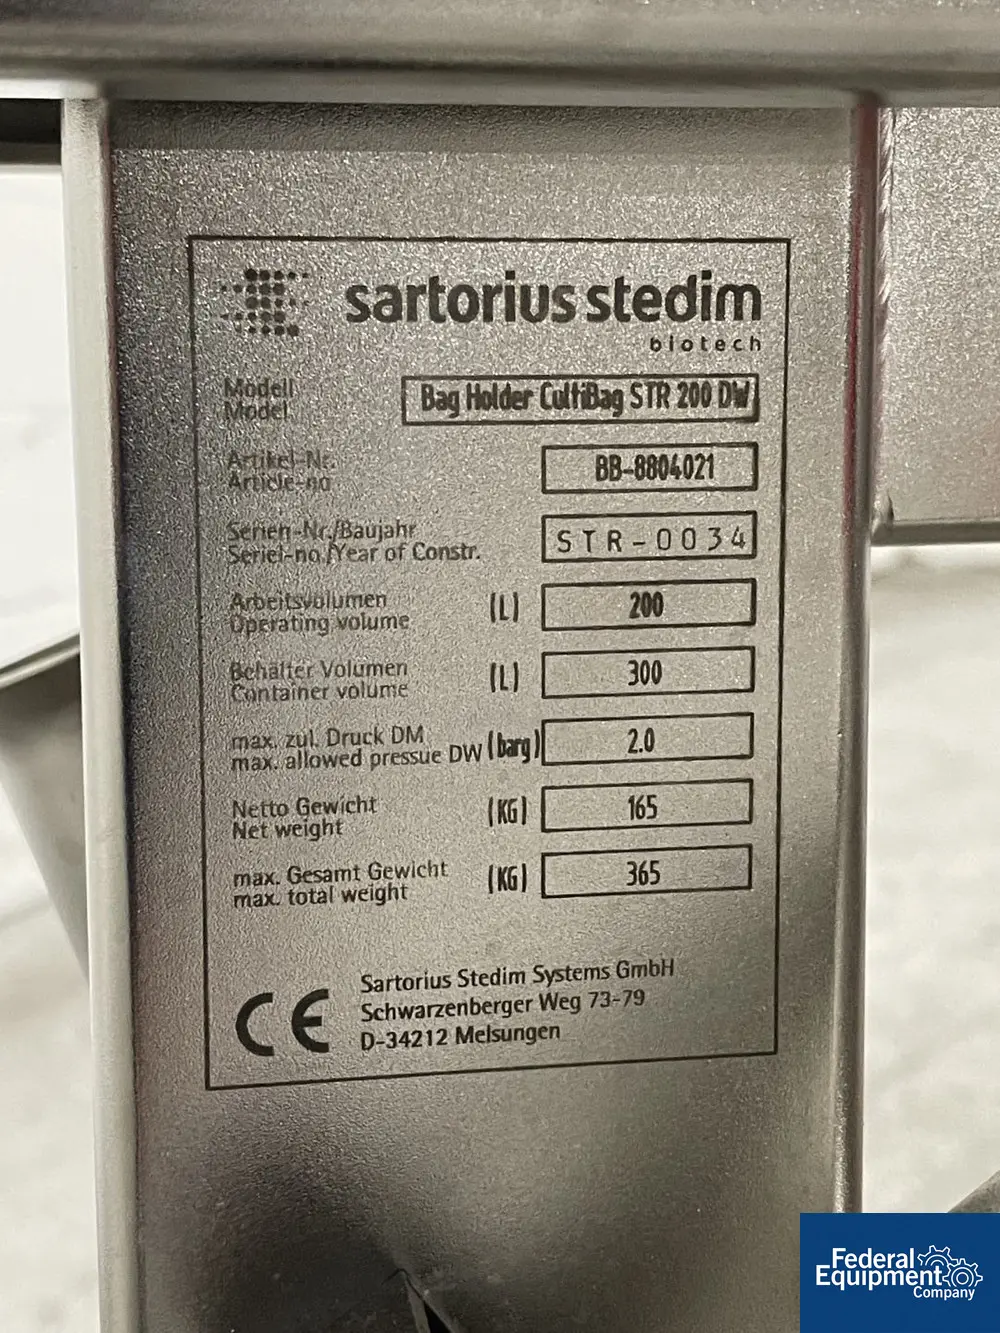 sartorius stedim
biotech
Modell
Model
Bag Holder CultiBag STR 200 DW
Artikel-Nr.
Article-no
BB-8804021
Serien-Nr./Baujahr
Seriel-no./Year of Constr.
STR-0034
Arbeitsvolumen
Operating volume
(L)
200
Behälter Volumen
Container volume
(L)
300
max. zul. Druck DM
max. allowed pressue DW
(barg)
2.0
Netto Gewicht
Net weight
(KG)
165
max. Gesamt Gewicht
max. total weight
(KG)
365
CE
Sartorius Stedim Systems GmbH
Schwarzenberger Weg 73-79
D-34212 Melsungen
Federal
Equipment
Company